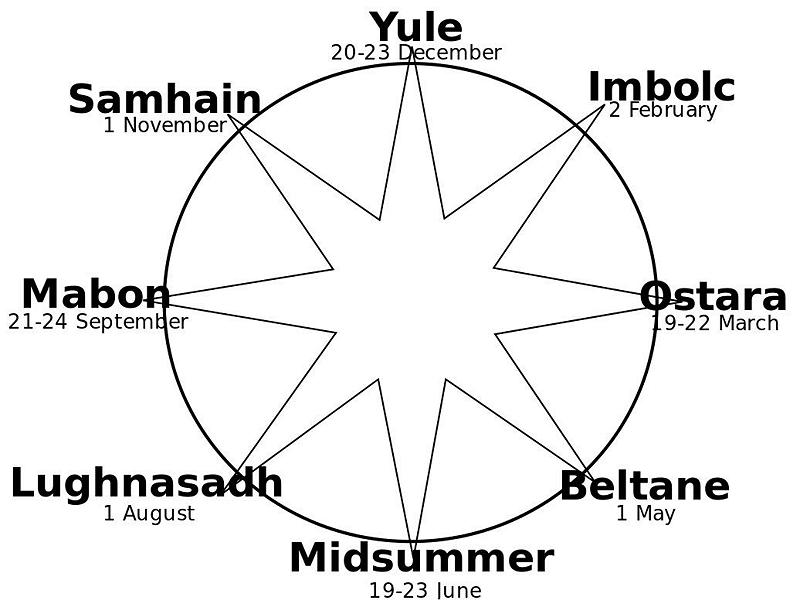 Yule
20-23 December
Imbolc
2 February
Samhain
1 November
Mabon
21-24 September
Ostara
19-22 March
Lughnasadh
1 August
Beltane
1 May
Midsummer
19-23 June